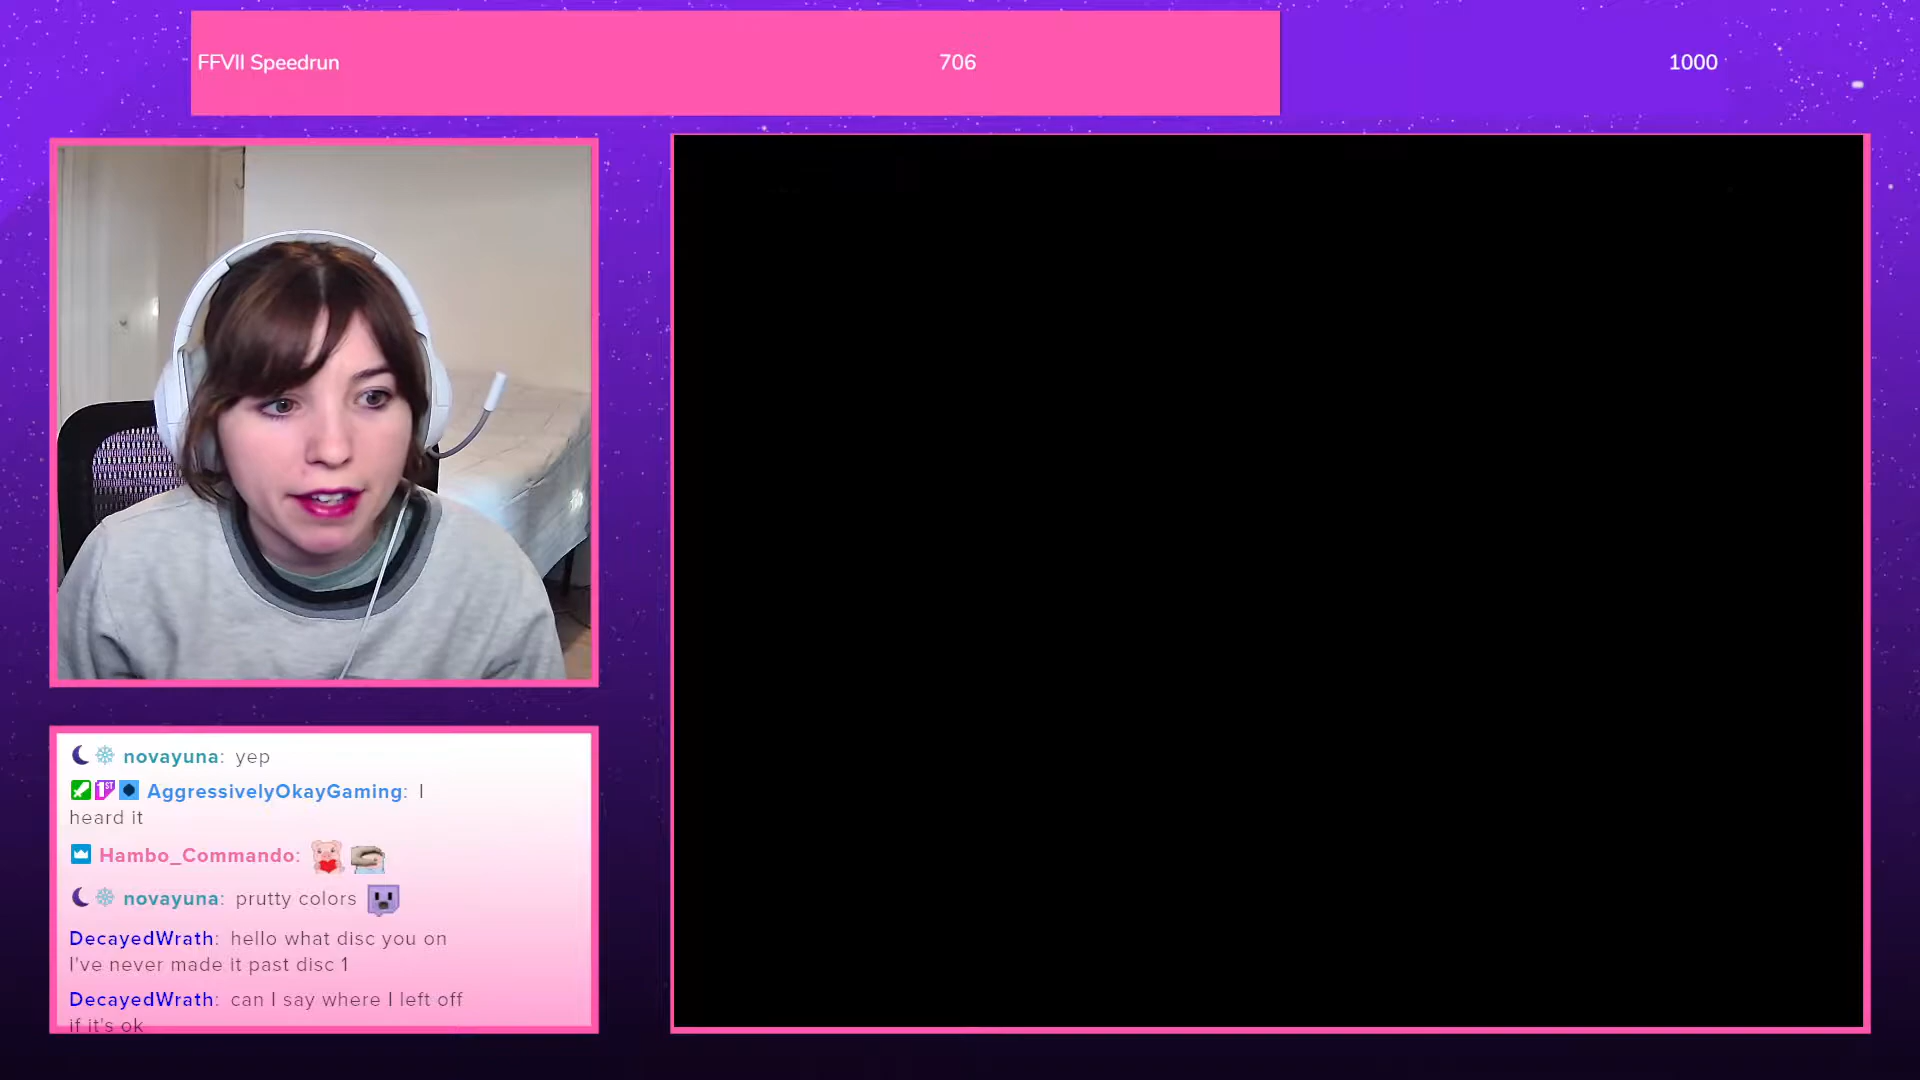 FFVII Speedrun 706 1000
novayuna: yep
1ST AggressivelyOkayGaming: I
heard it
Hambo_Commando:
novayuna: prutty colors
DecayedWrath: hello what disc you on
I've never made it past disc 1
DecayedWrath: can I say where I left off
if it's ok